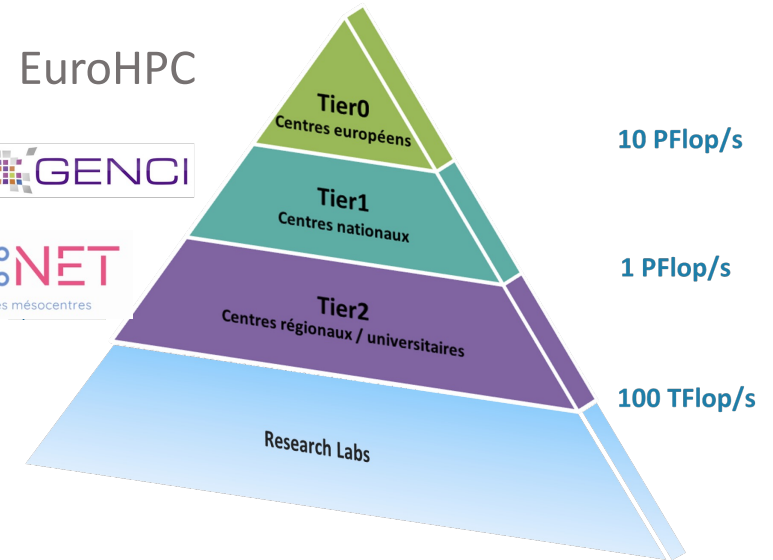 EuroHPC
Tier0
Centres européens
10 PFlop/s
GENCI
Tier1
Centres nationaux
1 PFlop/s
NET
mésocentres
Tier2
Centres régionaux / universitaires
100 TFlop/s
Research Labs